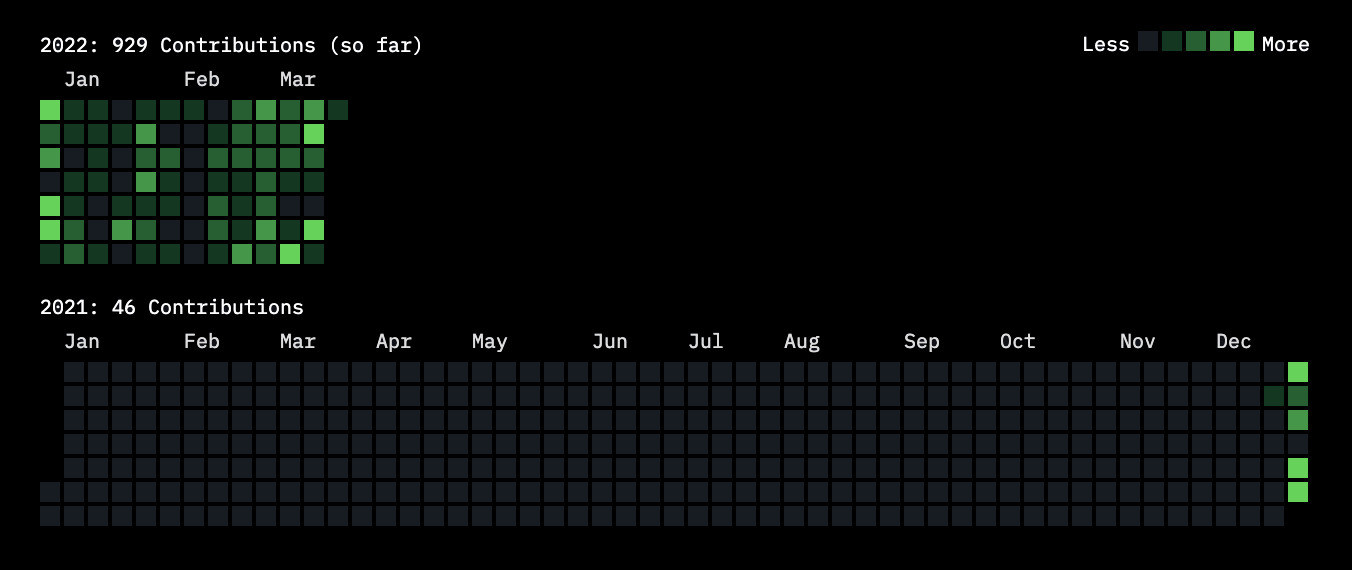 2022: 929 Contributions (so far)
Less More
Jan Feb Mar
2021: 46 Contributions
Jan Feb Mar Apr May Jun Jul Aug Sep Oct Nov Dec